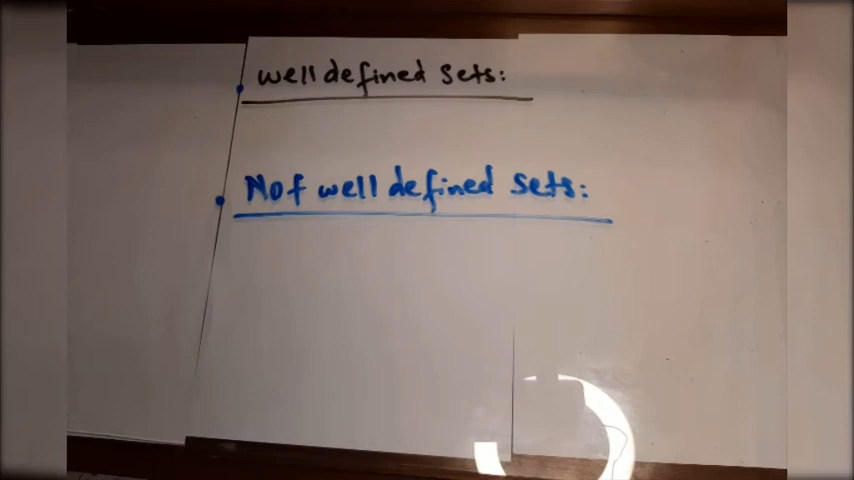 • well defined sets:
• Not well defined sets: